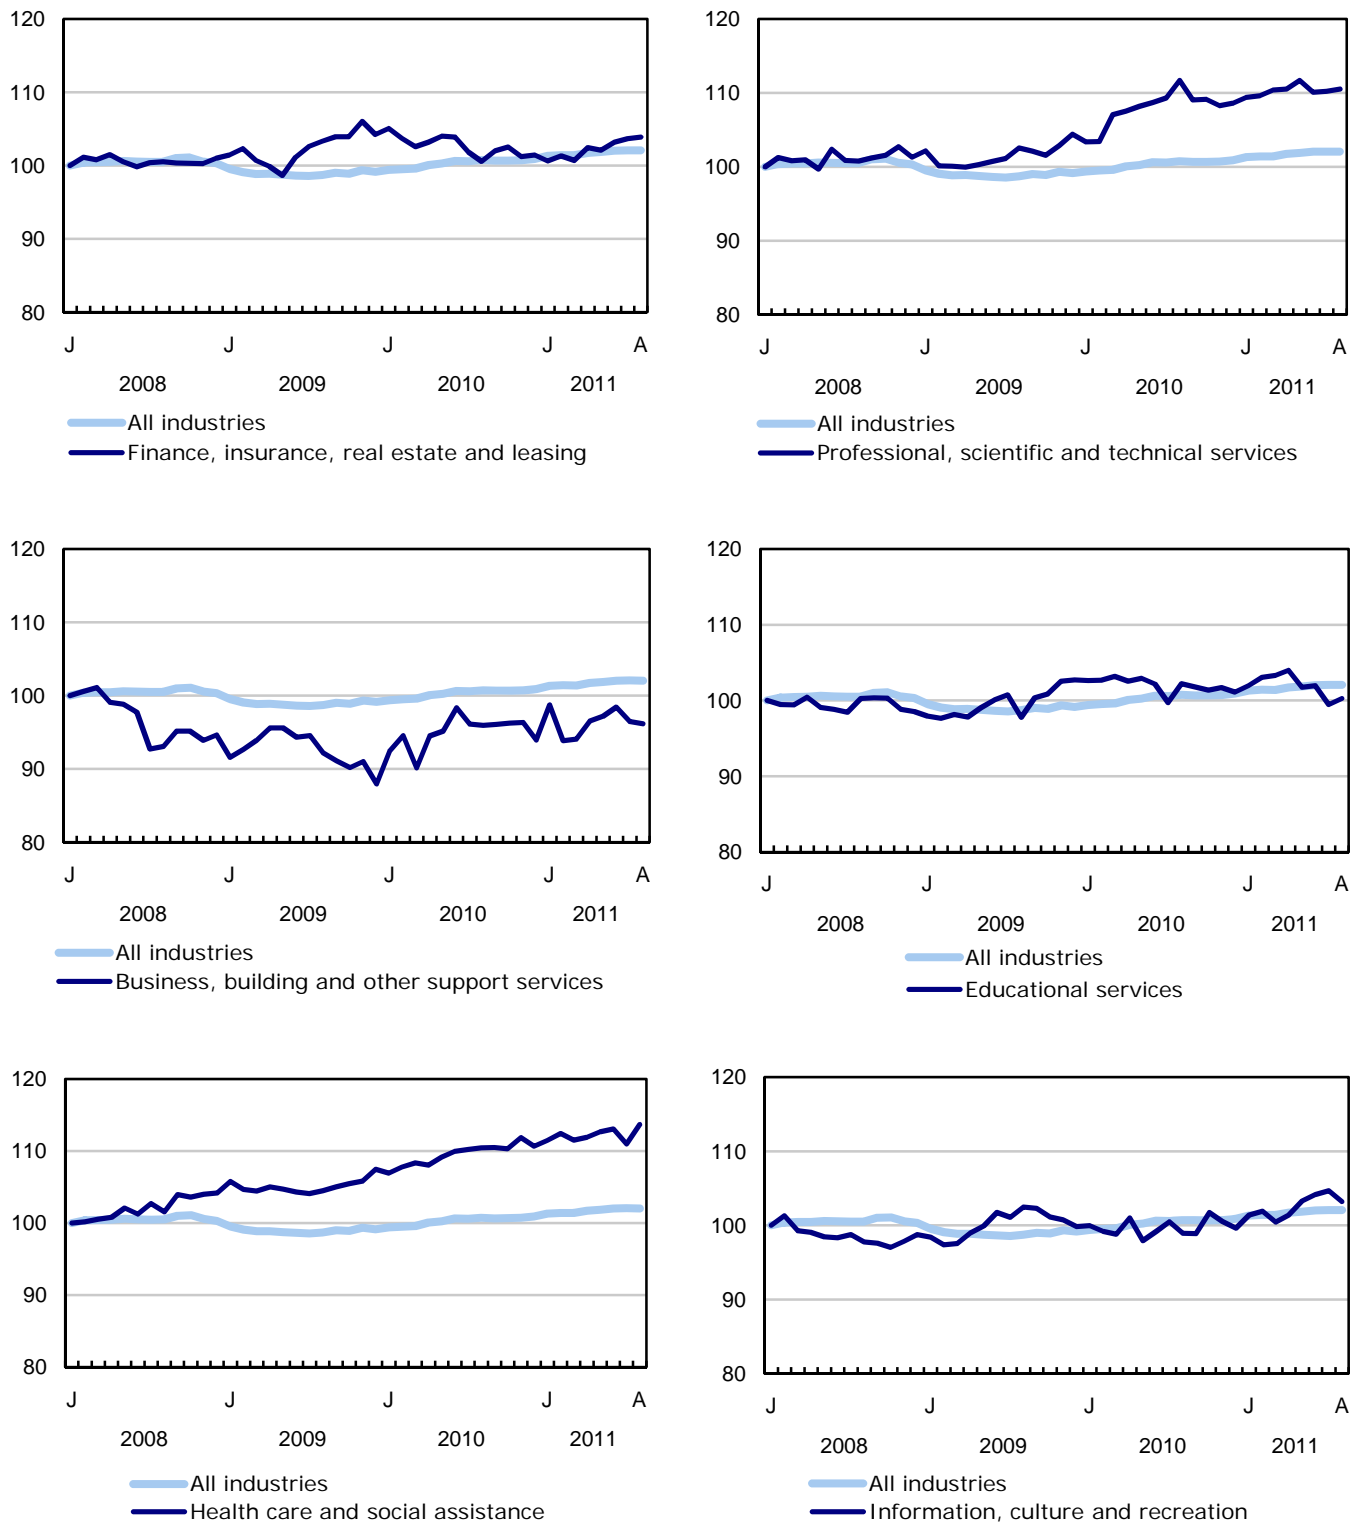 120
110
100
90
80
J J J J A
2008 2009 2010 2011
All industries
Finance, insurance, real estate and leasing
120
110
100
90
80
J J J J A
2008 2009 2010 2011
All industries
Professional, scientific and technical services
120
110
100
90
80
J J J J A
2008 2009 2010 2011
All industries
Business, building and other support services
120
110
100
90
80
J J J J A
2008 2009 2010 2011
All industries
Educational services
120
110
100
90
80
J J J J A
2008 2009 2010 2011
All industries
Health care and social assistance
120
110
100
90
80
J J J J A
2008 2009 2010 2011
All industries
Information, culture and recreation